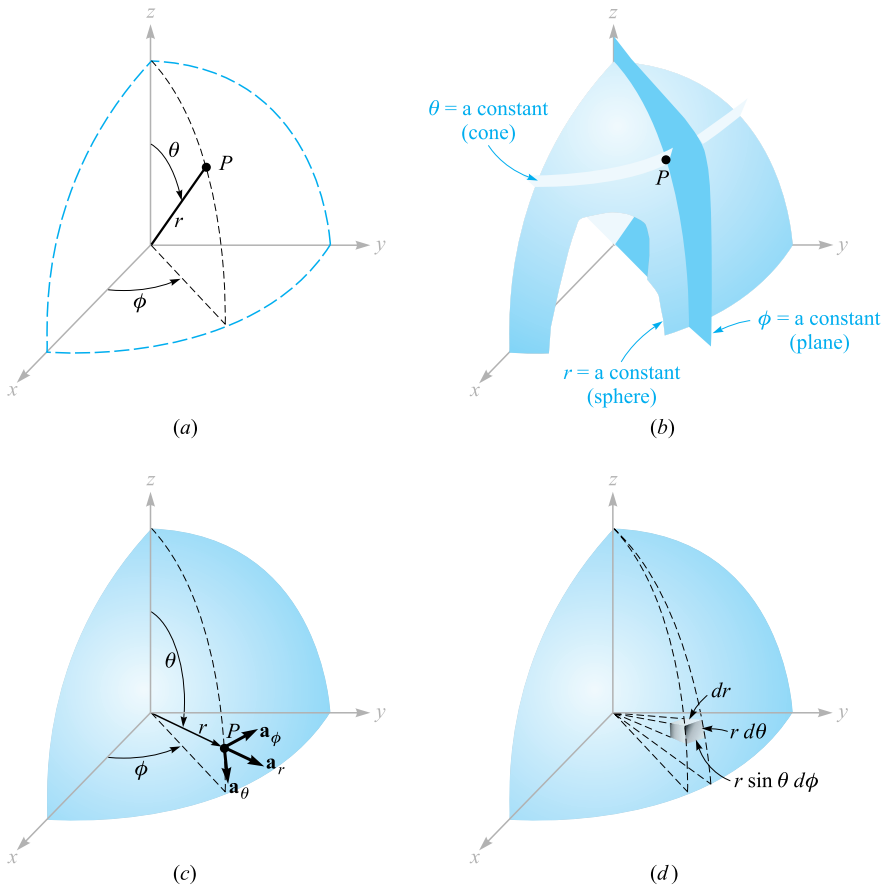 z
θ
P
r
y
ϕ
x
(a)
z
θ = a constant
(cone)
P
y
ϕ = a constant
(plane)
r = a constant
(sphere)
x
(b)
z
θ
r
P
a_ϕ
y
a_r
ϕ
a_θ
x
(c)
z
dr
y
r dθ
r sin θ dϕ
x
(d)